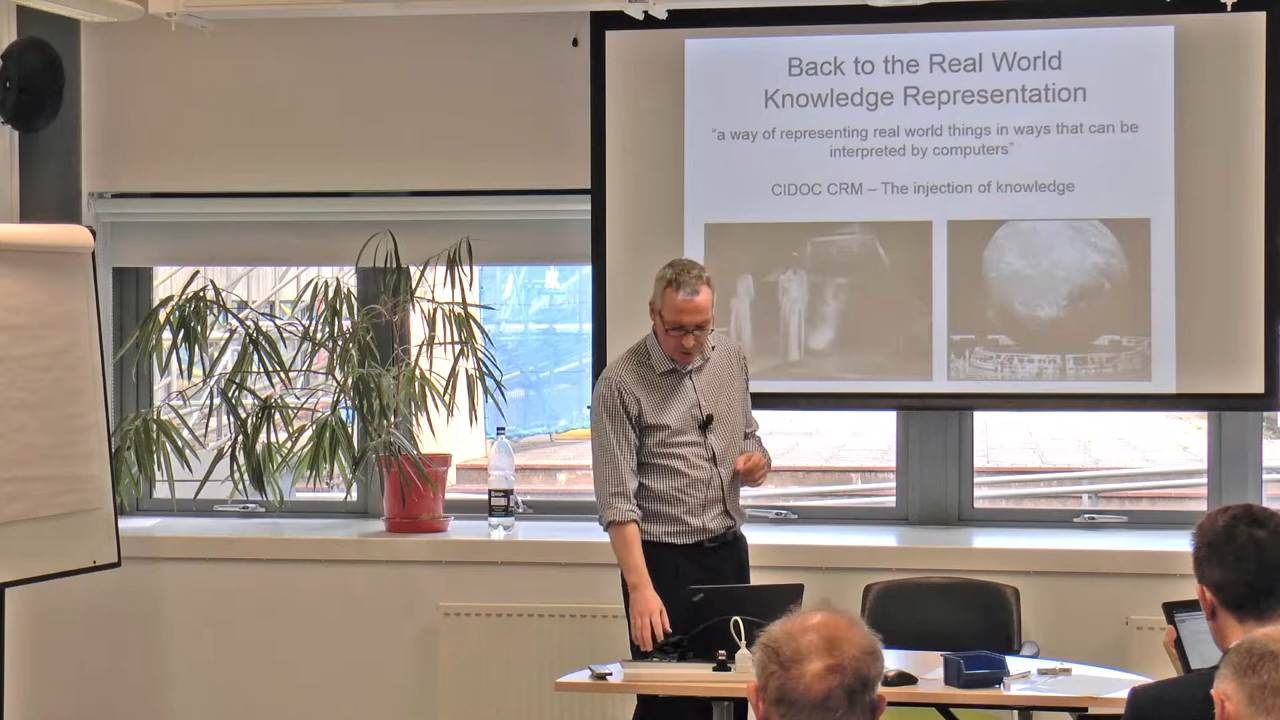 Back to the Real World
Knowledge Representation
“a way of representing real world things in ways that can be
interpreted by computers”
CIDOC CRM – The injection of knowledge